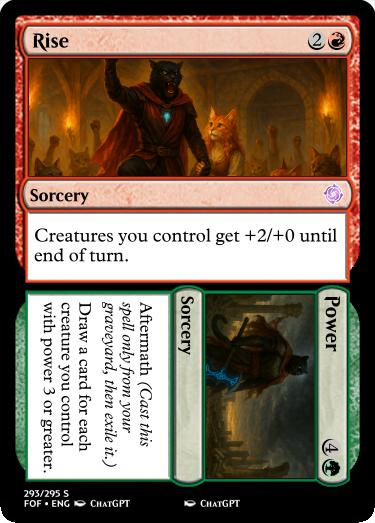 Rise 2
Sorcery
Creatures you control get +2/+0 until
end of turn.
Power 4
Sorcery
Aftermath (Cast this
spell only from your
graveyard, then exile it.)
Draw a card for each
creature you control
with power 3 or greater.
293/295 S
FOF • ENG ChatGPT ChatGPT